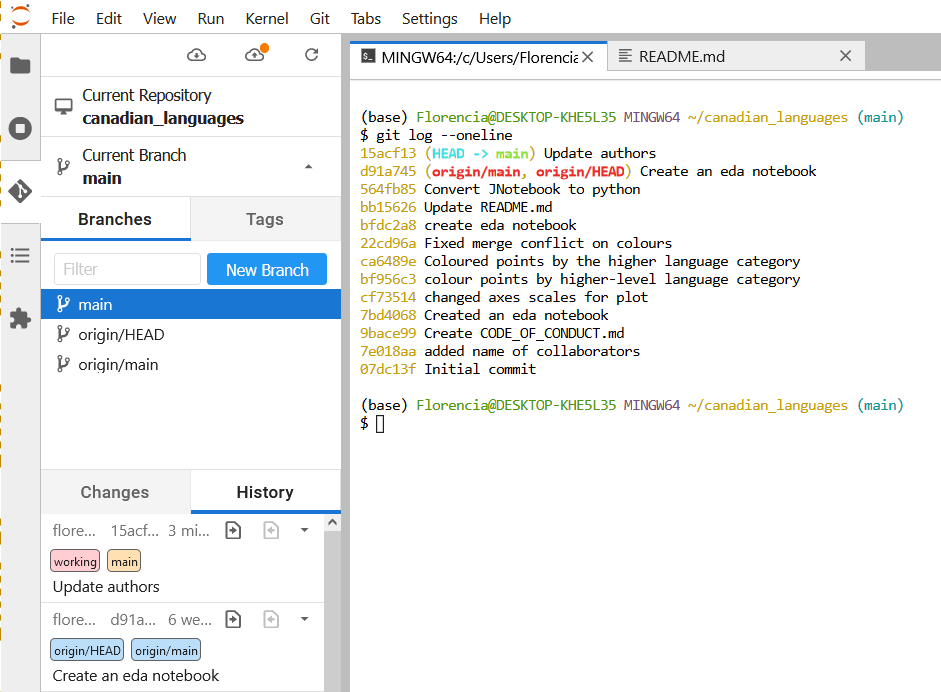 File Edit View Run Kernel Git Tabs Settings Help
Current Repository
canadian_languages
Current Branch
main
Branches Tags
Filter New Branch
main
origin/HEAD
origin/main
Changes History
flore... 15acf... 3 mi...
working main
Update authors
flore... d91a... 6 we...
origin/HEAD origin/main
Create an eda notebook
$_ MINGW64:/c/Users/Florencia README.md
(base) Florencia@DESKTOP-KHE5L35 MINGW64 ~/canadian_languages (main)
$ git log --oneline
15acf13 (HEAD -> main) Update authors
d91a745 (origin/main, origin/HEAD) Create an eda notebook
564fb85 Convert JNotebook to python
bb15626 Update README.md
bfdc2a8 create eda notebook
22cd96a Fixed merge conflict on colours
ca6489e Coloured points by the higher language category
bf956c3 colour points by higher-level language category
cf73514 changed axes scales for plot
7bd4068 Created an eda notebook
9bace99 Create CODE_OF_CONDUCT.md
7e018aa added name of collaborators
07dc13f Initial commit
(base) Florencia@DESKTOP-KHE5L35 MINGW64 ~/canadian_languages (main)
$